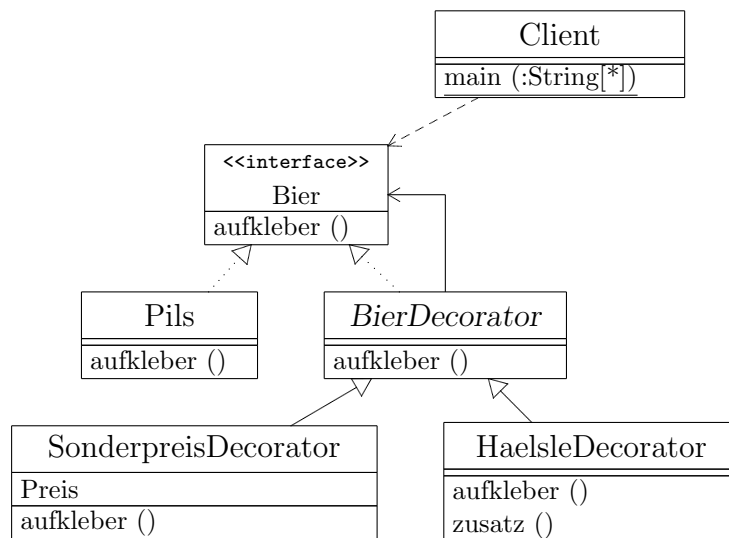 Client
main (:String[*])
<<interface>>
Bier
aufkleber ()
Pils
aufkleber ()
BierDecorator
aufkleber ()
SonderpreisDecorator
Preis
aufkleber ()
HaelsleDecorator
aufkleber ()
zusatz ()